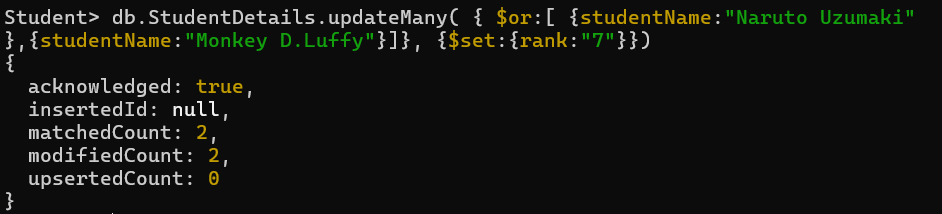 Student> db.StudentDetails.updateMany( { $or:[ {studentName:"Naruto Uzumaki"
},{studentName:"Monkey D.Luffy"}]}, {$set:{rank:"7"}})
{
  acknowledged: true,
  insertedId: null,
  matchedCount: 2,
  modifiedCount: 2,
  upsertedCount: 0
}